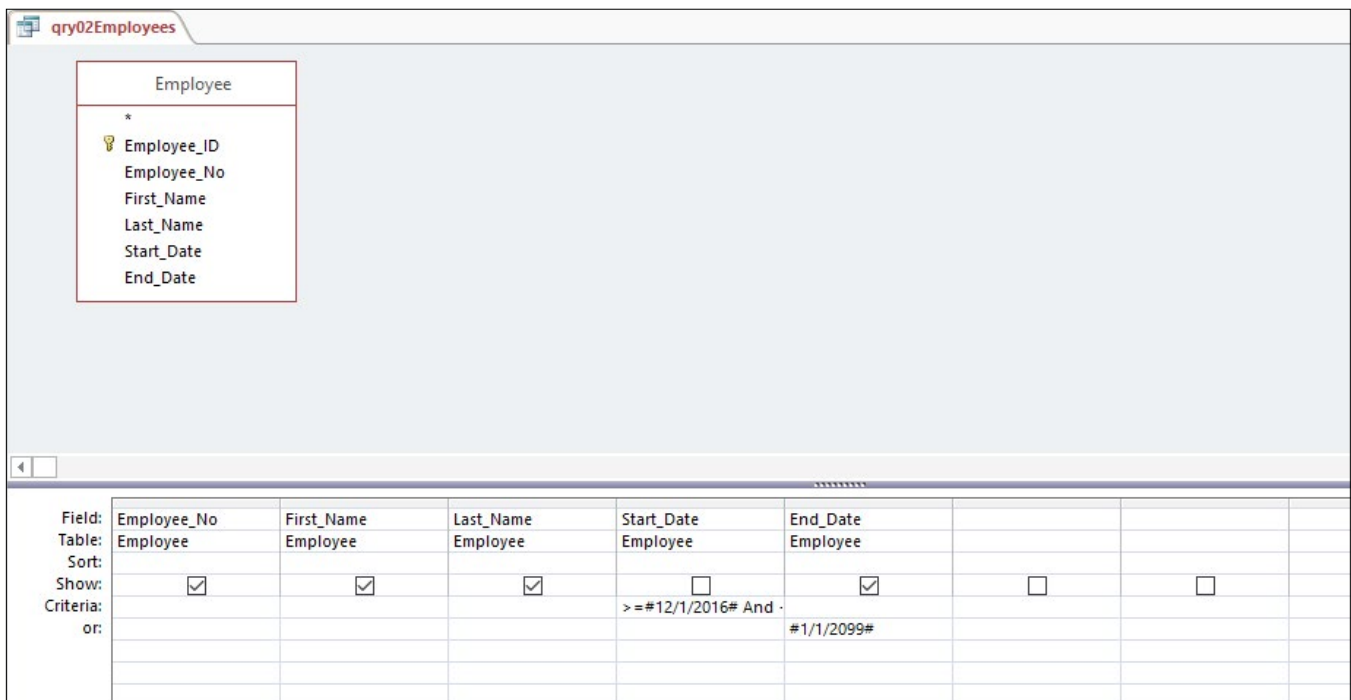 qry02Employees
Employee
*
Employee_ID
Employee_No
First_Name
Last_Name
Start_Date
End_Date
Field: Employee_No First_Name Last_Name Start_Date End_Date
Table: Employee Employee Employee Employee Employee
Sort:
Show:
Criteria: >=#12/1/2016# And
or: #1/1/2099#